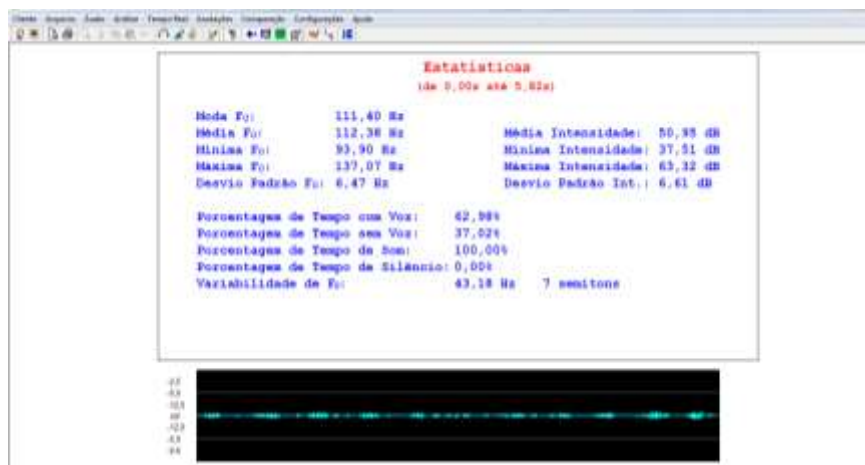 Estatísticas
(de 0,00s até 5,82s)
Moda F₀: 111,40 Hz
Média F₀: 112,38 Hz Média Intensidade: 50,95 dB
Mínima F₀: 93,90 Hz Mínima Intensidade: 37,51 dB
Máxima F₀: 137,07 Hz Máxima Intensidade: 63,32 dB
Desvio Padrão F₀: 6,47 Hz Desvio Padrão Int.: 6,61 dB
Porcentagem de Tempo com Voz: 62,98%
Porcentagem de Tempo sem Voz: 37,02%
Porcentagem de Tempo de Som: 100,00%
Porcentagem de Tempo de Silêncio: 0,00%
Variabilidade de F₀: 43,18 Hz 7 semitons